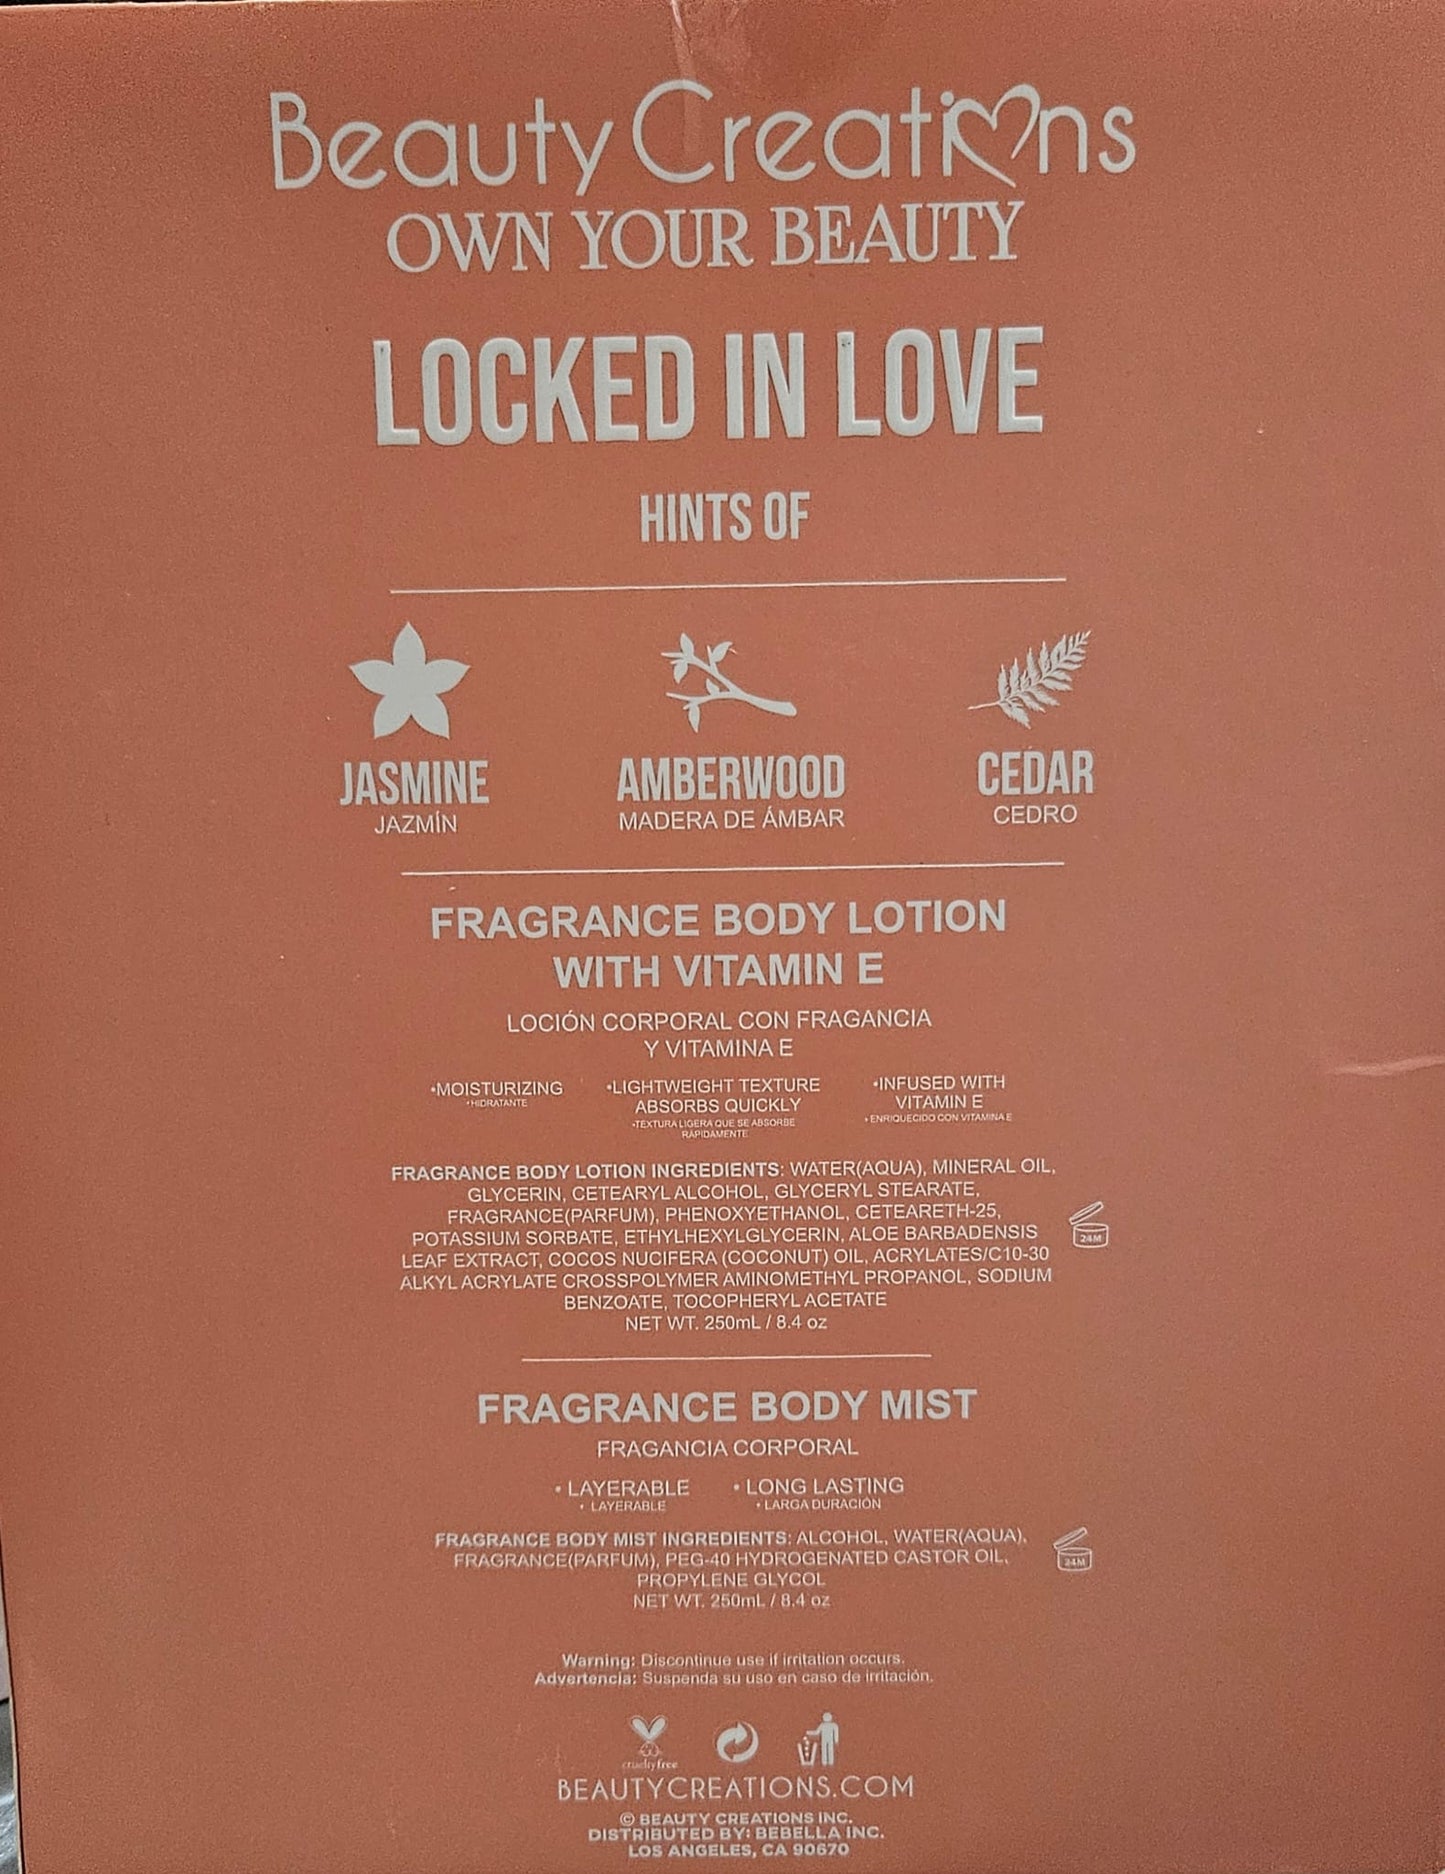 Beauty Creations
OWN YOUR BEAUTY
LOCKED IN LOVE
HINTS OF
JASMINE
JAZMÍN
AMBERWOOD
MADERA DE ÁMBAR
CEDAR
CEDRO
FRAGRANCE BODY LOTION
WITH VITAMIN E
LOCIÓN CORPORAL CON FRAGANCIA
Y VITAMINA E
•MOISTURIZING
•HIDRATANTE
•LIGHTWEIGHT TEXTURE
ABSORBS QUICKLY
•TEXTURA LIGERA QUE SE ABSORBE
RÁPIDAMENTE
•INFUSED WITH
VITAMIN E
•ENRIQUECIDO CON VITAMINA E
FRAGRANCE BODY LOTION INGREDIENTS: WATER(AQUA), MINERAL OIL,
GLYCERIN, CETEARYL ALCOHOL, GLYCERYL STEARATE,
FRAGRANCE(PARFUM), PHENOXYETHANOL, CETEARETH-25,
POTASSIUM SORBATE, ETHYLHEXYLGLYCERIN, ALOE BARBADENSIS
LEAF EXTRACT, COCOS NUCIFERA (COCONUT) OIL, ACRYLATES/C10-30
ALKYL ACRYLATE CROSSPOLYMER AMINOMETHYL PROPANOL, SODIUM
BENZOATE, TOCOPHERYL ACETATE
NET WT. 250mL / 8.4 oz
24M
FRAGRANCE BODY MIST
FRAGANCIA CORPORAL
• LAYERABLE
• LAYERABLE
• LONG LASTING
• LARGA DURACIÓN
FRAGRANCE BODY MIST INGREDIENTS: ALCOHOL, WATER(AQUA),
FRAGRANCE(PARFUM), PEG-40 HYDROGENATED CASTOR OIL,
PROPYLENE GLYCOL
NET WT. 250mL / 8.4 oz
24M
Warning: Discontinue use if irritation occurs.
Advertencia: Suspenda su uso en caso de irritación.
cruelty free
BEAUTYCREATIONS.COM
© BEAUTY CREATIONS INC.
DISTRIBUTED BY: BEBELLA INC.
LOS ANGELES, CA 90670